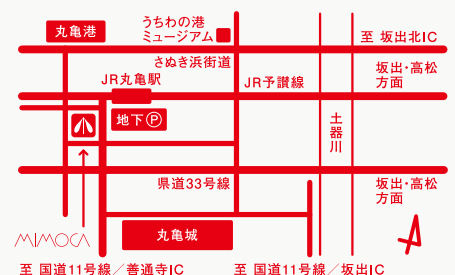 丸亀港
うちわの港
ミュージアム
至 坂出北IC
さぬき浜街道
坂出・高松
方面
JR丸亀駅
JR予讃線
地下P
土器川
県道33号線
坂出・高松
方面
MIMOCA
丸亀城
至 国道11号線／善通寺IC
至 国道11号線／坂出IC